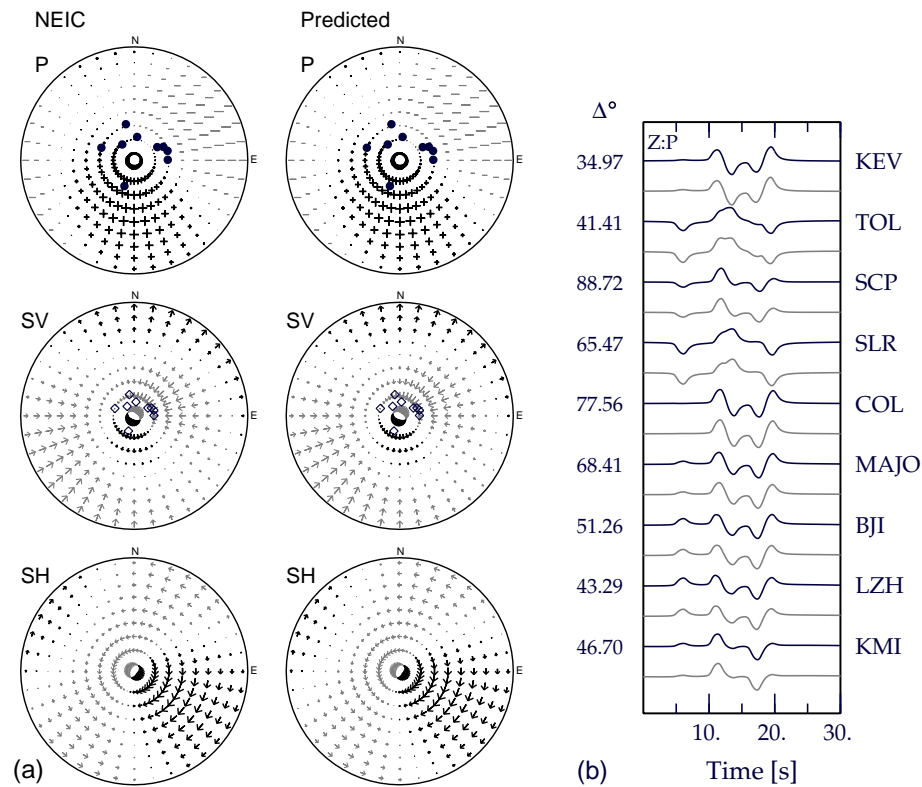 NEIC
Predicted
P
N
E
P
N
E
SV
N
E
SV
N
E
SH
N
E
SH
N
E
(a)
Δ°
Z:P
34.97 KEV
41.41 TOL
88.72 SCP
65.47 SLR
77.56 COL
68.41 MAJO
51.26 BJI
43.29 LZH
46.70 KMI
10. 20. 30.
(b) Time [s]